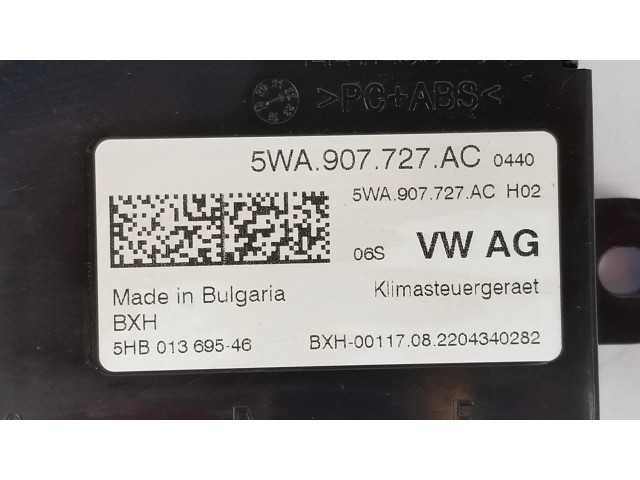 >PC+ABS<
5WA.907.727.AC 0440
5WA.907.727.AC H02
06S VW AG
Made in Bulgaria Klimasteuergeraet
BXH
5HB 013 695-46 BXH-00117.08.2204340282